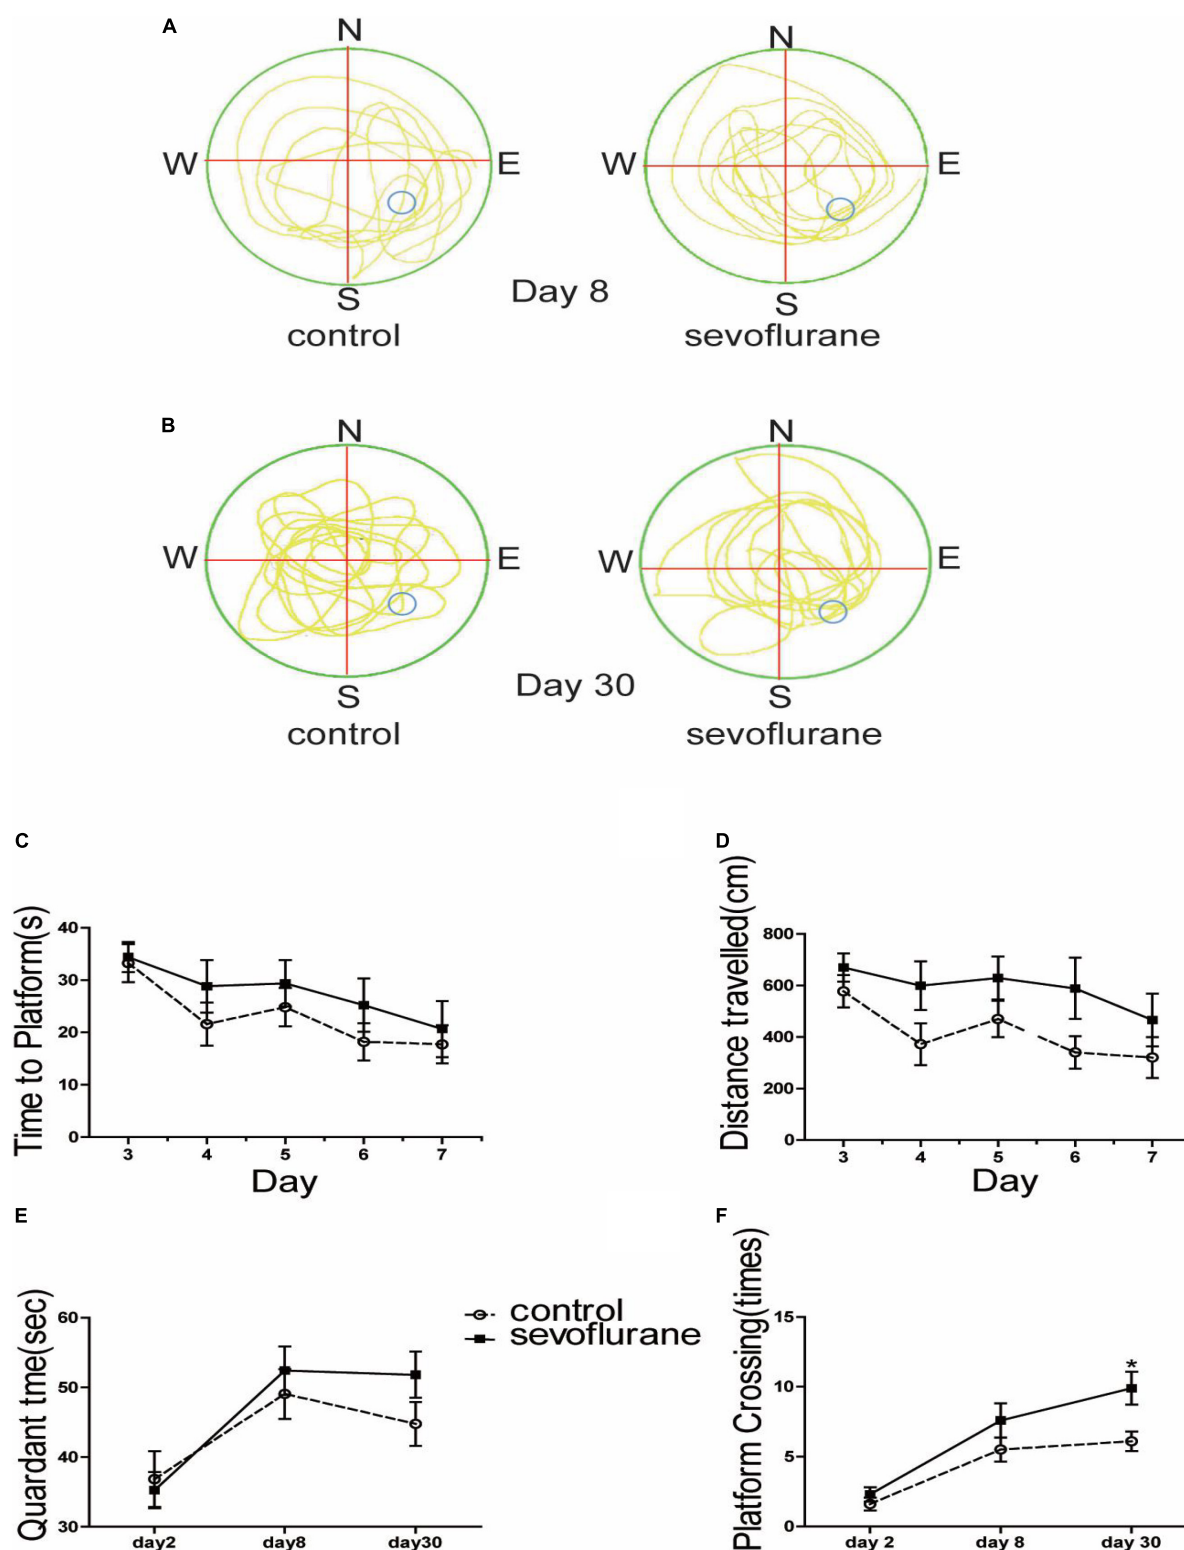 A
N
N
W
E
W
E
S
S
Day 8
control
sevoflurane
B
N
N
W
E
W
E
S
S
Day 30
control
sevoflurane
C
Time to Platform(s)
40
30
20
10
0
3 4 5 6 7
Day
D
Distance travelled(cm)
800
600
400
200
0
3 4 5 6 7
Day
E
Quardant tme(sec)
60
50
40
30
day2 day8 day30
control
sevoflurane
F
Platform Crossing(times)
15
10
5
0
*
day 2 day 8 day 30